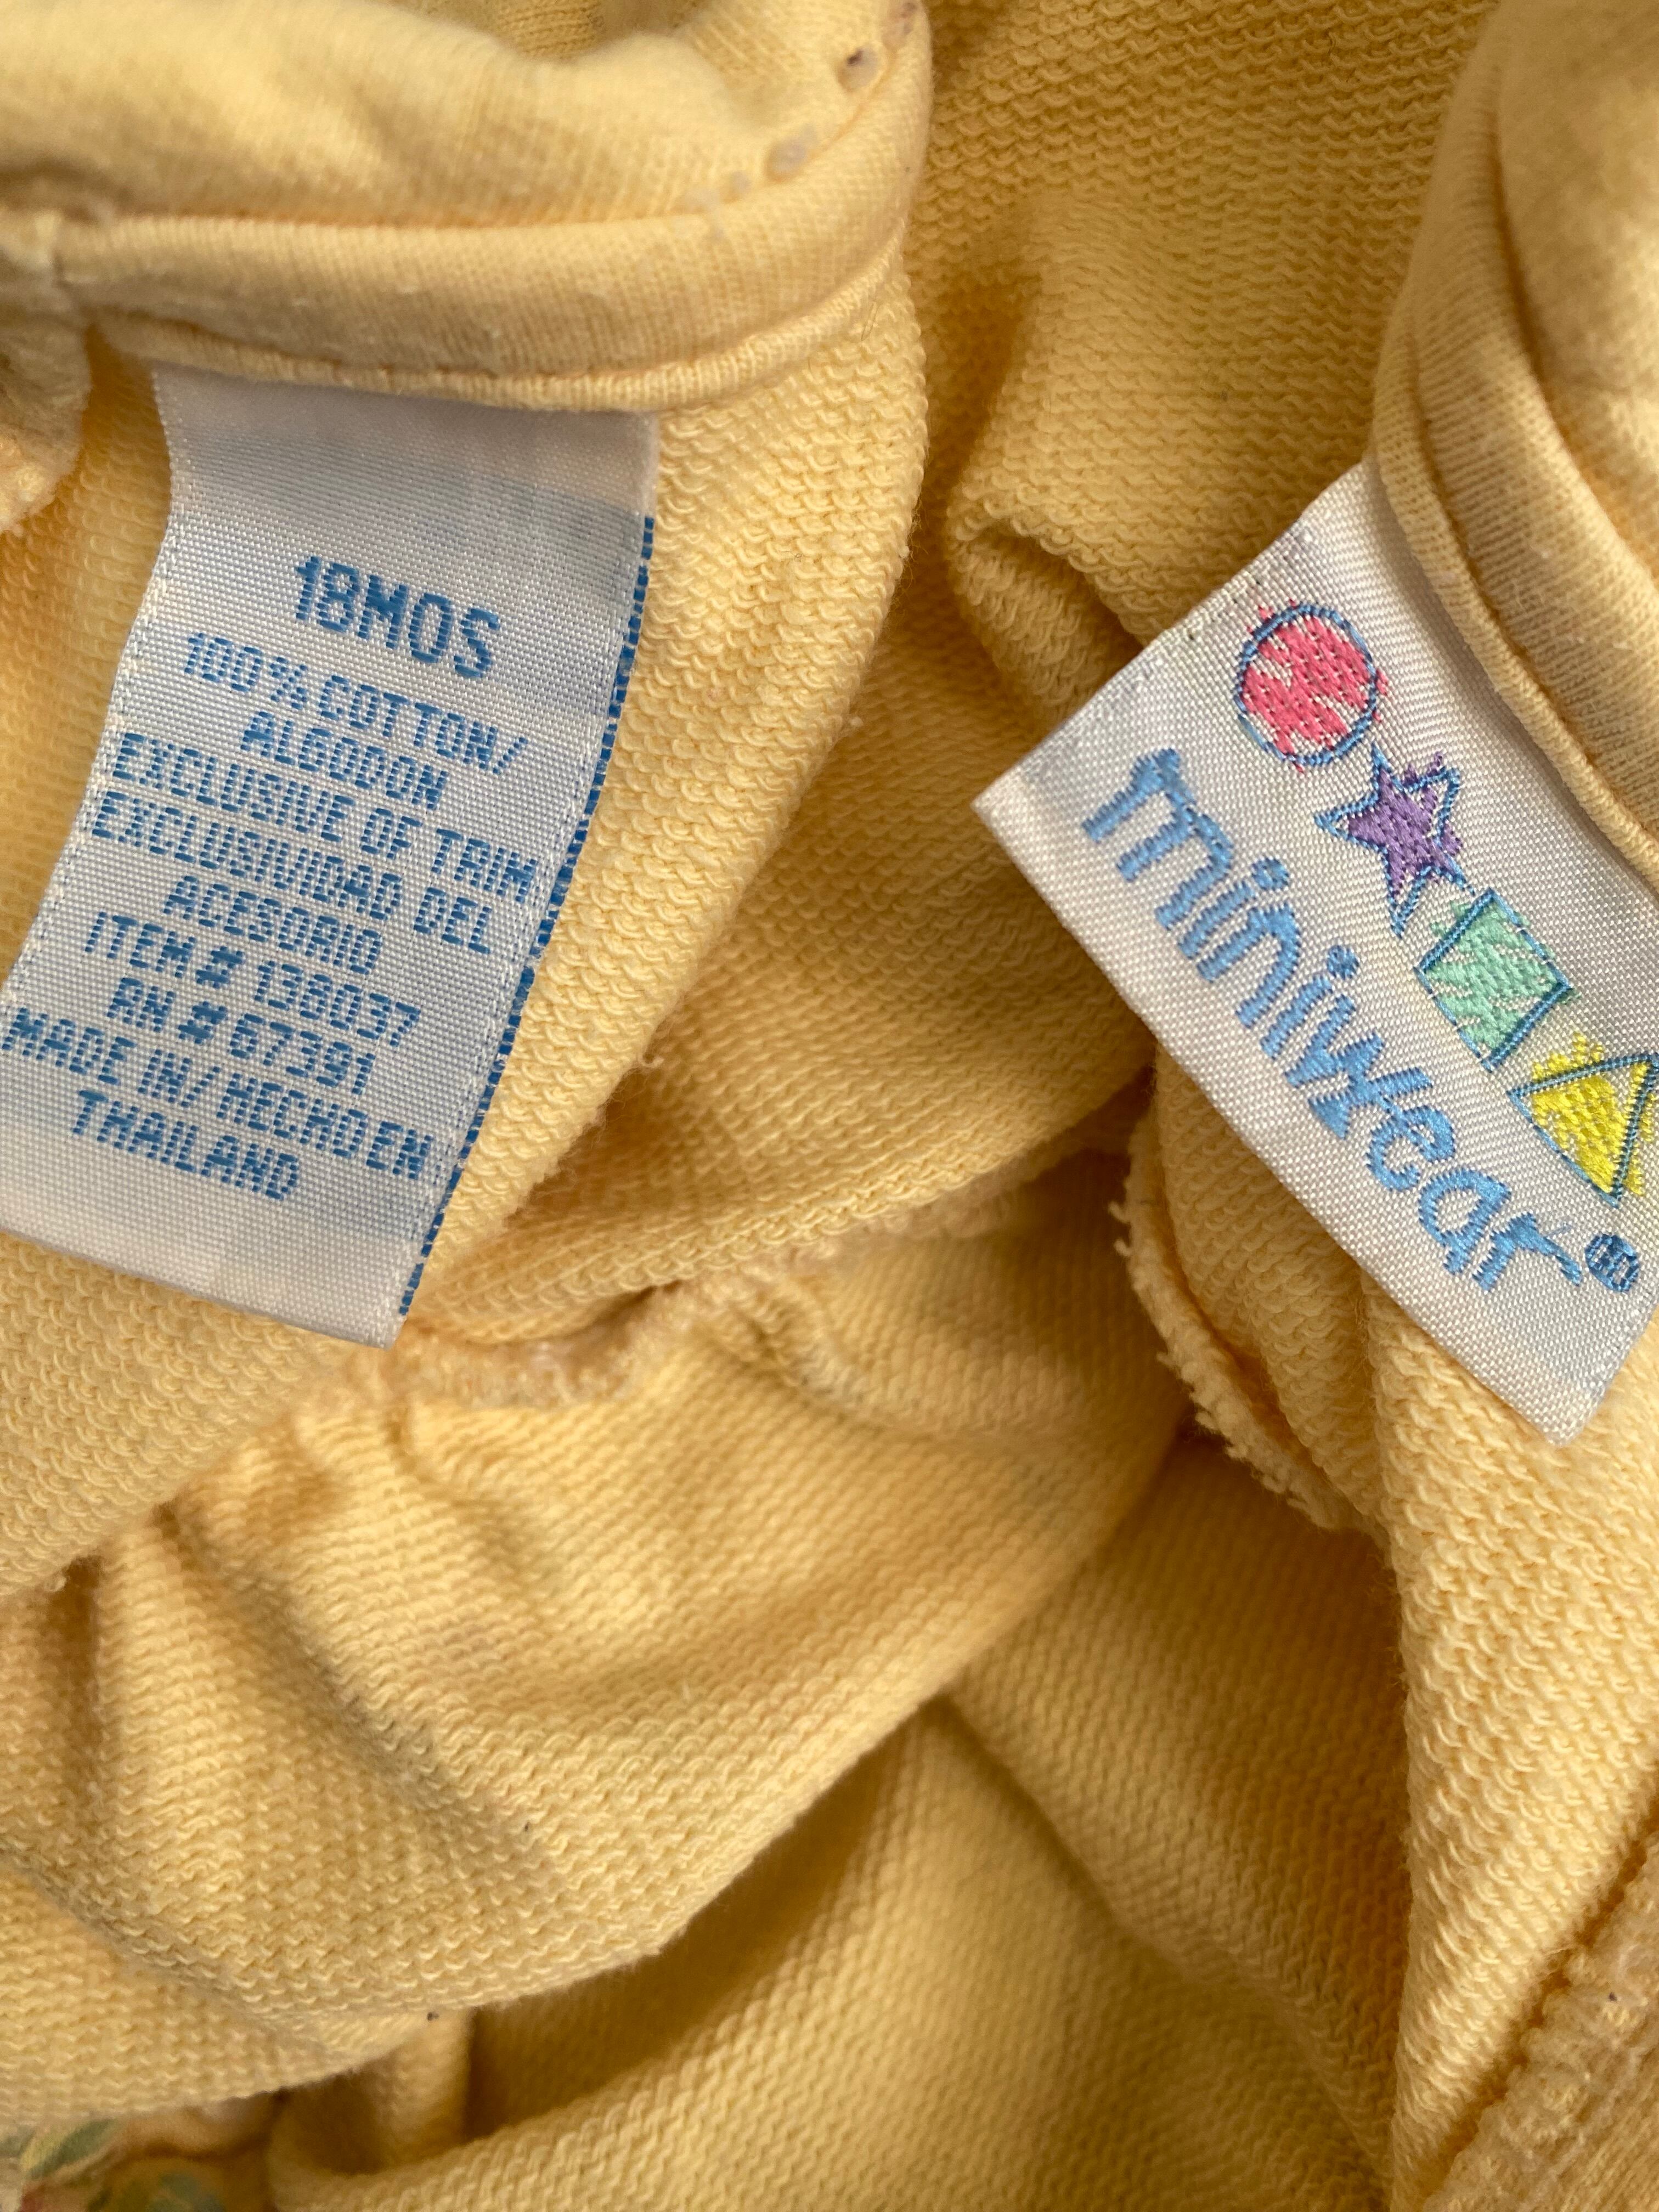 18MOS
100% COTTON/
ALGODON
EXCLUSIVE OF TRIM
EXCLUSIVIDAD DEL
ACESORIO
ITEM # 138037
RN # 67391
MADE IN/HECHO EN
THAILAND
miniwear®